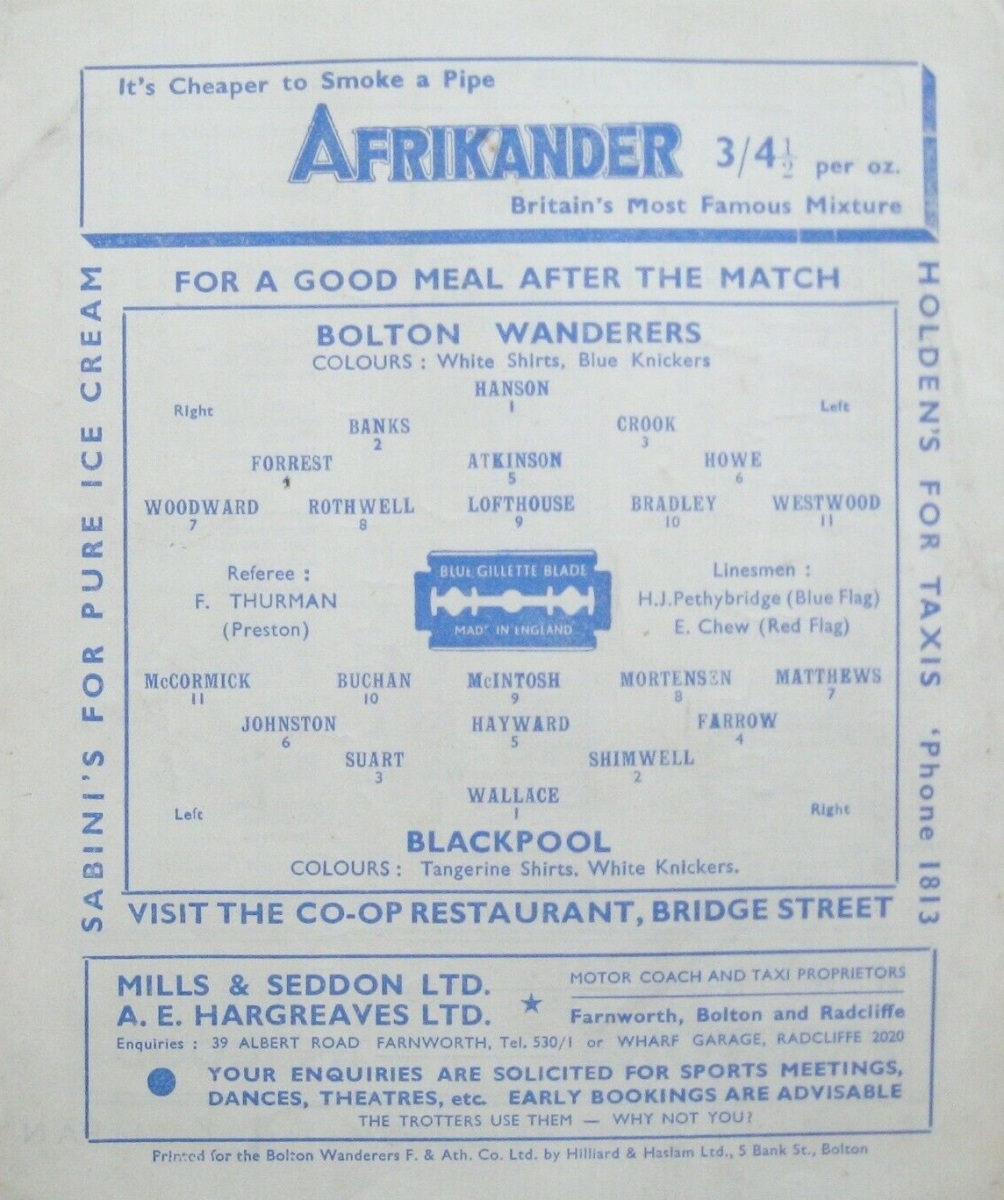 It's Cheaper to Smoke a Pipe
AFRIKANDER 3/4½ per oz.
Britain's Most Famous Mixture
SABINI'S FOR PURE ICE CREAM
HOLDEN'S FOR TAXIS 'Phone 1813
FOR A GOOD MEAL AFTER THE MATCH
BOLTON WANDERERS
COLOURS : White Shirts, Blue Knickers
HANSON
1
Right Left
BANKS CROOK
2 3
FORREST ATKINSON HOWE
4 5 6
WOODWARD ROTHWELL LOFTHOUSE BRADLEY WESTWOOD
7 8 9 10 11
Referee :
F. THURMAN
(Preston)
BLUE GILLETTE BLADE
MADE IN ENGLAND
Linesmen :
H.J.Pethybridge (Blue Flag)
E. Chew (Red Flag)
McCORMICK BUCHAN McINTOSH MORTENSEN MATTHEWS
11 10 9 8 7
JOHNSTON HAYWARD FARROW
6 5 4
SUART SHIMWELL
3 2
WALLACE
1
Left Right
BLACKPOOL
COLOURS : Tangerine Shirts, White Knickers.
VISIT THE CO-OP RESTAURANT, BRIDGE STREET
MILLS & SEDDON LTD.
A. E. HARGREAVES LTD.
MOTOR COACH AND TAXI PROPRIETORS
Farnworth, Bolton and Radcliffe
Enquiries : 39 ALBERT ROAD FARNWORTH, Tel. 530/1 or WHARF GARAGE, RADCLIFFE 2020
YOUR ENQUIRIES ARE SOLICITED FOR SPORTS MEETINGS,
DANCES, THEATRES, etc. EARLY BOOKINGS ARE ADVISABLE
THE TROTTERS USE THEM — WHY NOT YOU?
Printed for the Bolton Wanderers F. & Ath. Co. Ltd. by Hilliard & Haslam Ltd., 5 Bank St., Bolton